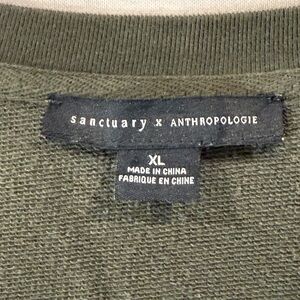 sanctuary x ANTHROPOLOGIE
XL
MADE IN CHINA
FABRIQUE EN CHINE